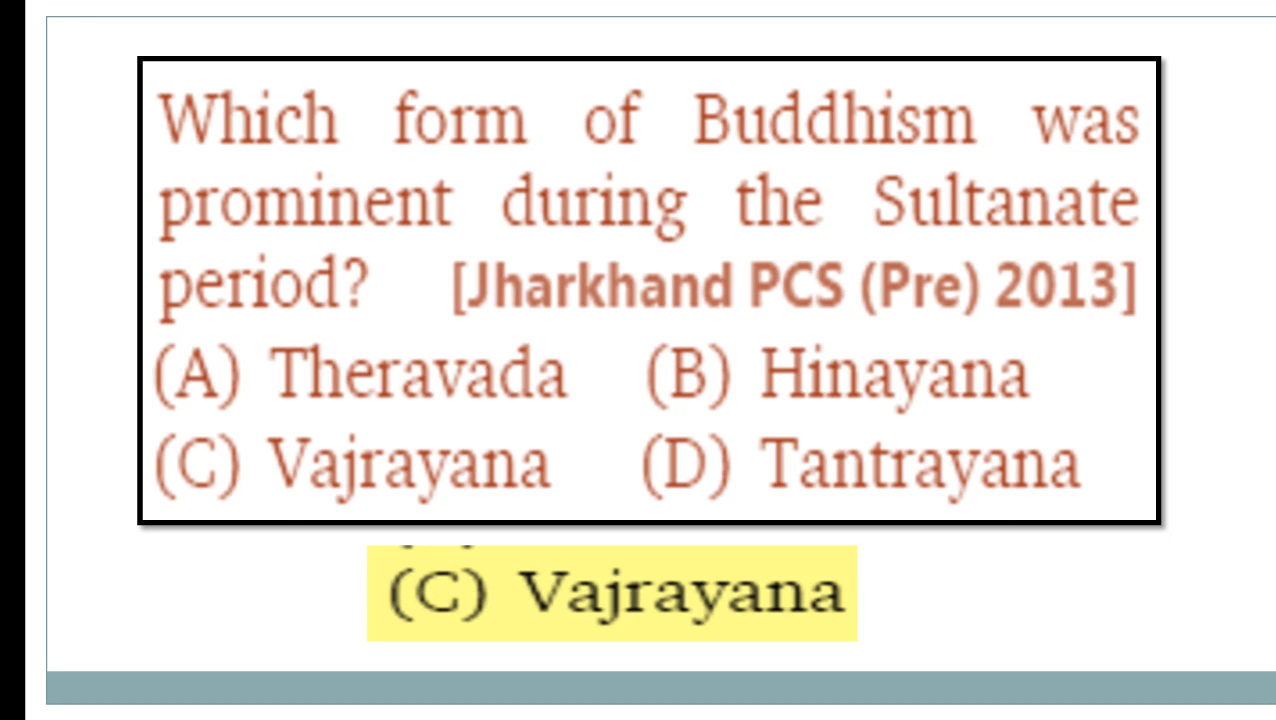 Which form of Buddhism was
prominent during the Sultanate
period? [Jharkhand PCS (Pre) 2013]
(A) Theravada (B) Hinayana
(C) Vajrayana (D) Tantrayana
(C) Vajrayana